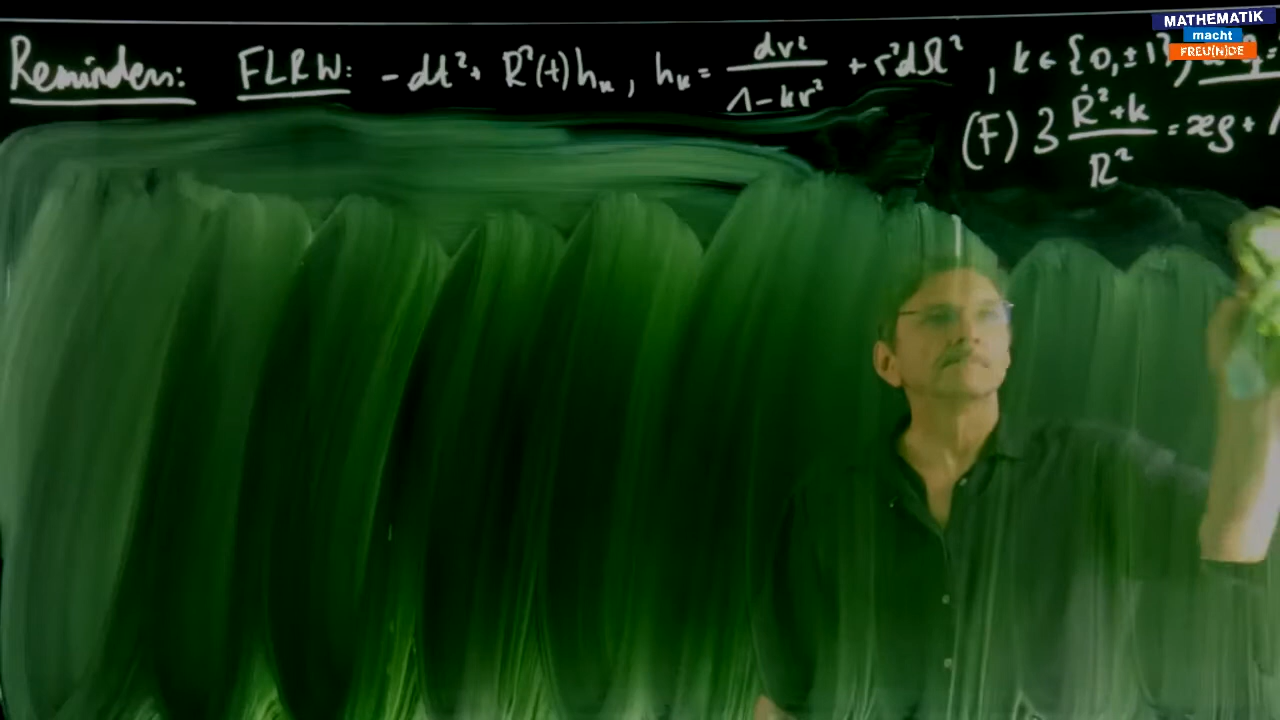 MATHEMATIK
macht
FREU(N)DE
Reminder: FLRW: -dt²+ R²(t)hₖ, hₖ= dr²/1-kr² + r²dΩ², k∈{0,±1},
(F) 3 Ṙ²+k/R² = ϰρ+